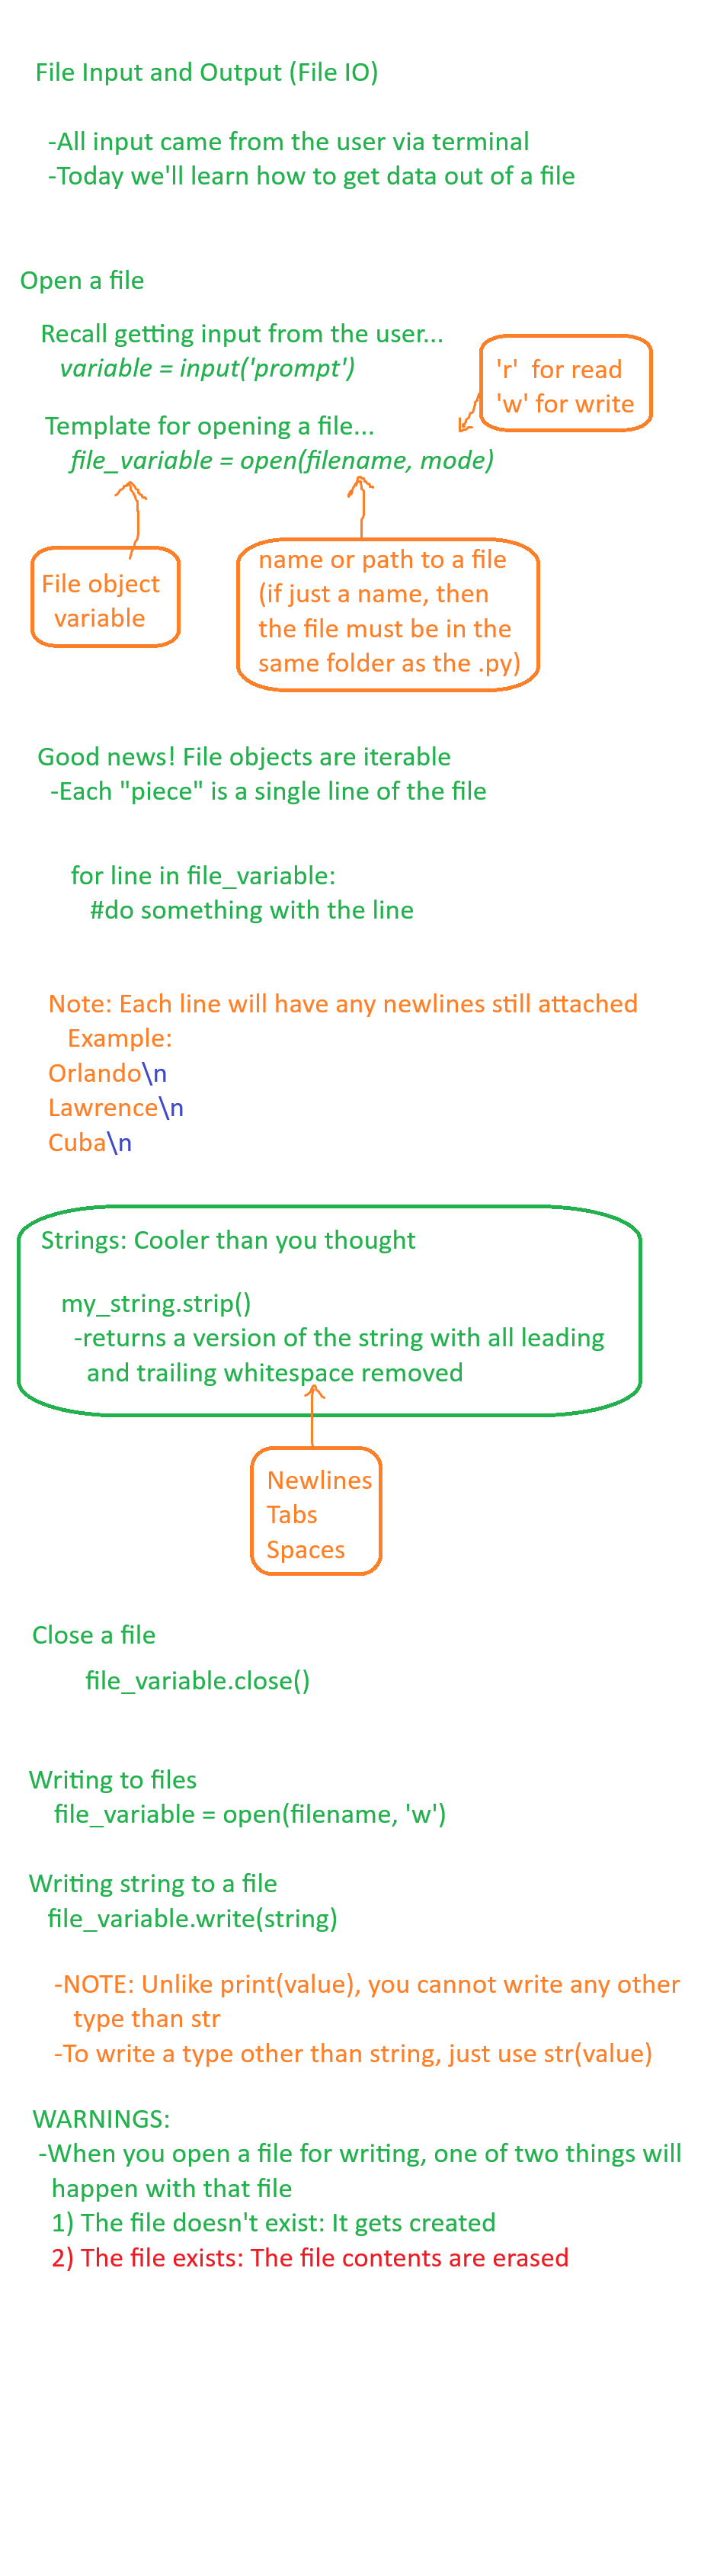 File Input and Output (File IO)
-All input came from the user via terminal
-Today we'll learn how to get data out of a file
Open a file
Recall getting input from the user...
variable = input('prompt')
'r'  for read
'w' for write
Template for opening a file...
file_variable = open(filename, mode)
File object
variable
name or path to a file
(if just a name, then
the file must be in the
same folder as the .py)
Good news! File objects are iterable
-Each "piece" is a single line of the file
for line in file_variable:
#do something with the line
Note: Each line will have any newlines still attached
Example:
Orlando\n
Lawrence\n
Cuba\n
Strings: Cooler than you thought
my_string.strip()
-returns a version of the string with all leading
and trailing whitespace removed
Newlines
Tabs
Spaces
Close a file
file_variable.close()
Writing to files
file_variable = open(filename, 'w')
Writing string to a file
file_variable.write(string)
-NOTE: Unlike print(value), you cannot write any other
type than str
-To write a type other than string, just use str(value)
WARNINGS:
-When you open a file for writing, one of two things will
happen with that file
1) The file doesn't exist: It gets created
2) The file exists: The file contents are erased